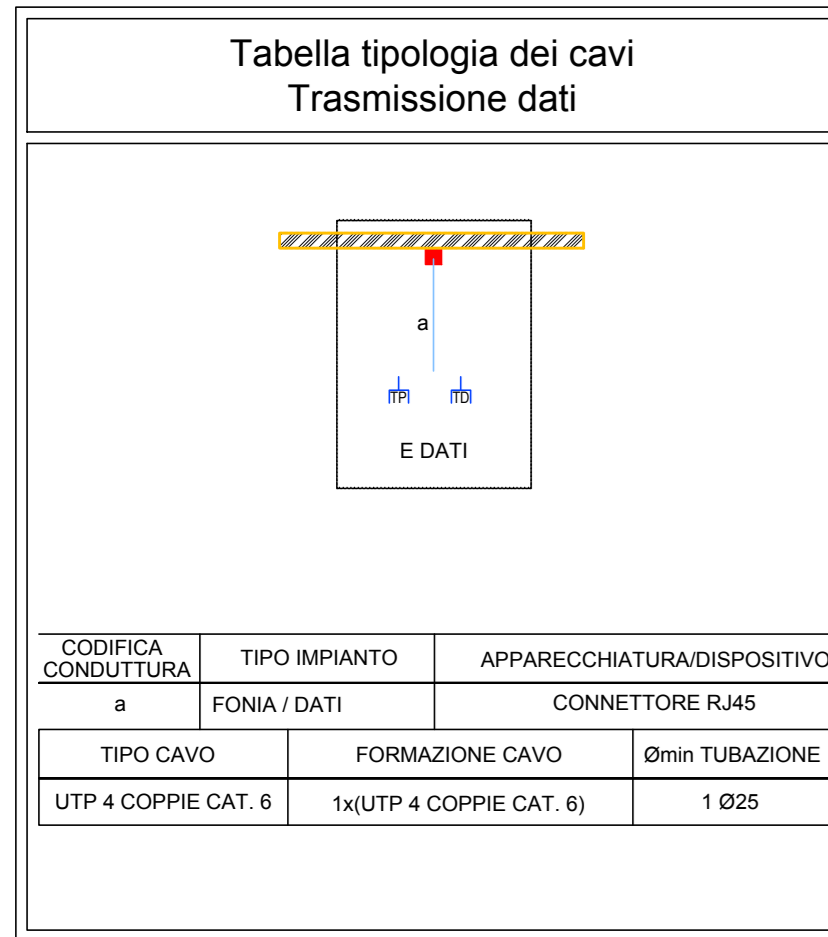 Tabella tipologia dei cavi
Trasmissione dati
a
TP TD
E DATI
CODIFICA
CONDUTTURA
TIPO IMPIANTO
APPARECCHIATURA/DISPOSITIVO
a
FONIA / DATI
CONNETTORE RJ45
TIPO CAVO
FORMAZIONE CAVO
Ømin TUBAZIONE
UTP 4 COPPIE CAT. 6
1x(UTP 4 COPPIE CAT. 6)
1 Ø25